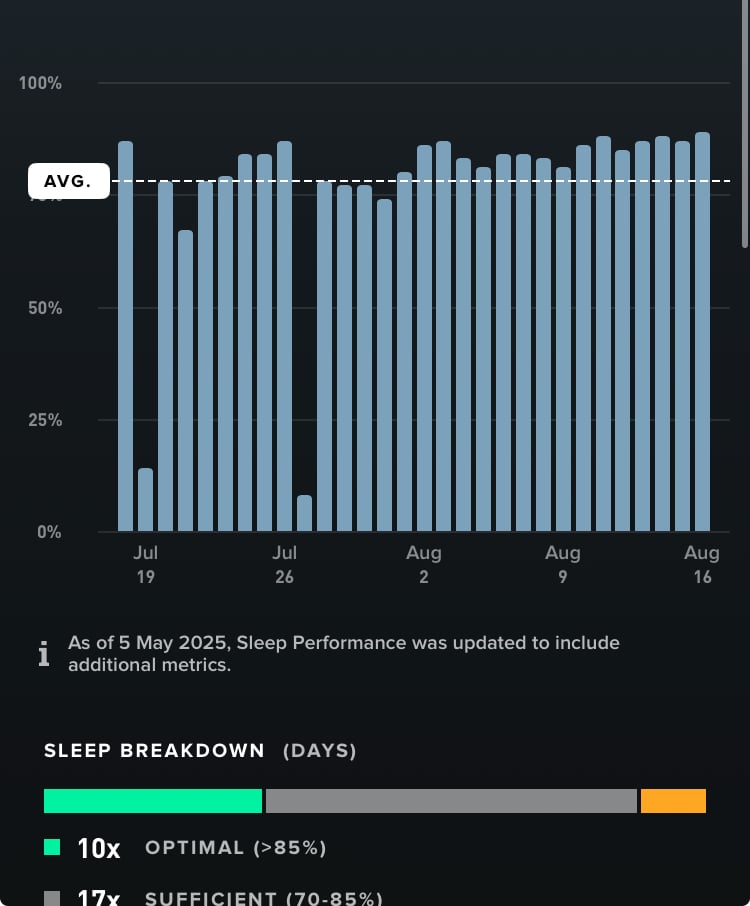 100%
AVG.
50%
25%
0%
Jul
19
Jul
26
Aug
2
Aug
9
Aug
16
As of 5 May 2025, Sleep Performance was updated to include
additional metrics.
SLEEP BREAKDOWN (DAYS)
10x OPTIMAL (>85%)
17x SUFFICIENT (70-85%)